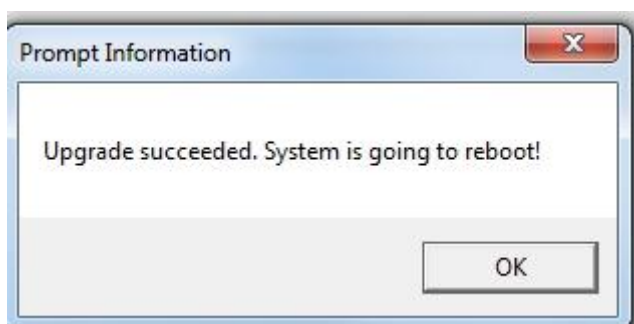 Prompt Information
Upgrade succeeded. System is going to reboot!
OK